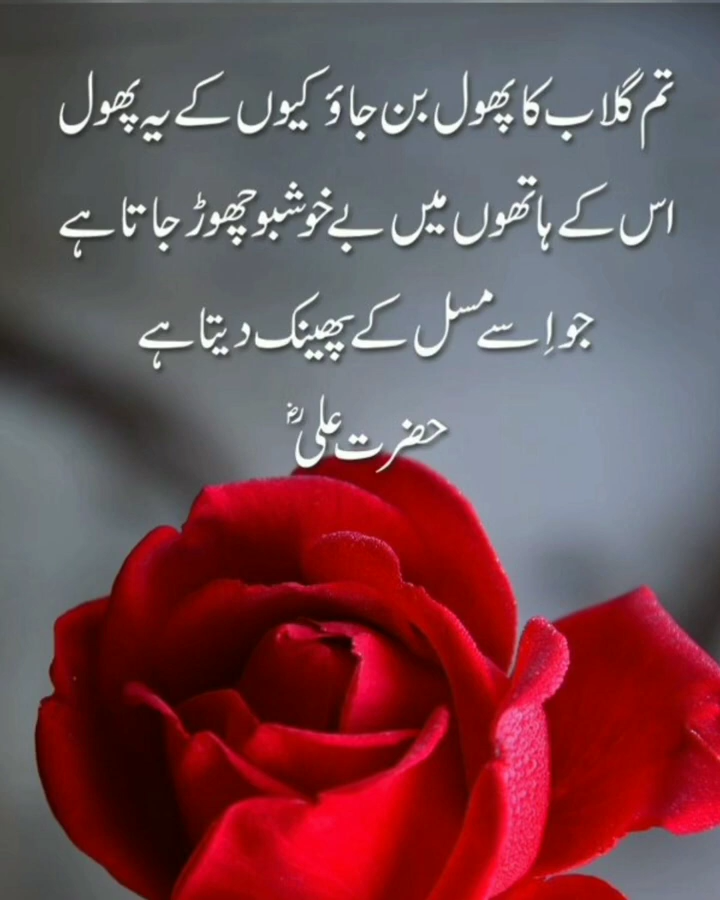 تم گلاب کا پھول بن جاؤ کیوں کے یہ پھول
اس کے ہاتھوں میں بے خوشبو چھوڑ جاتا ہے
جو اِسے مسل کے پھینک دیتا ہے
حضرت علیؓ